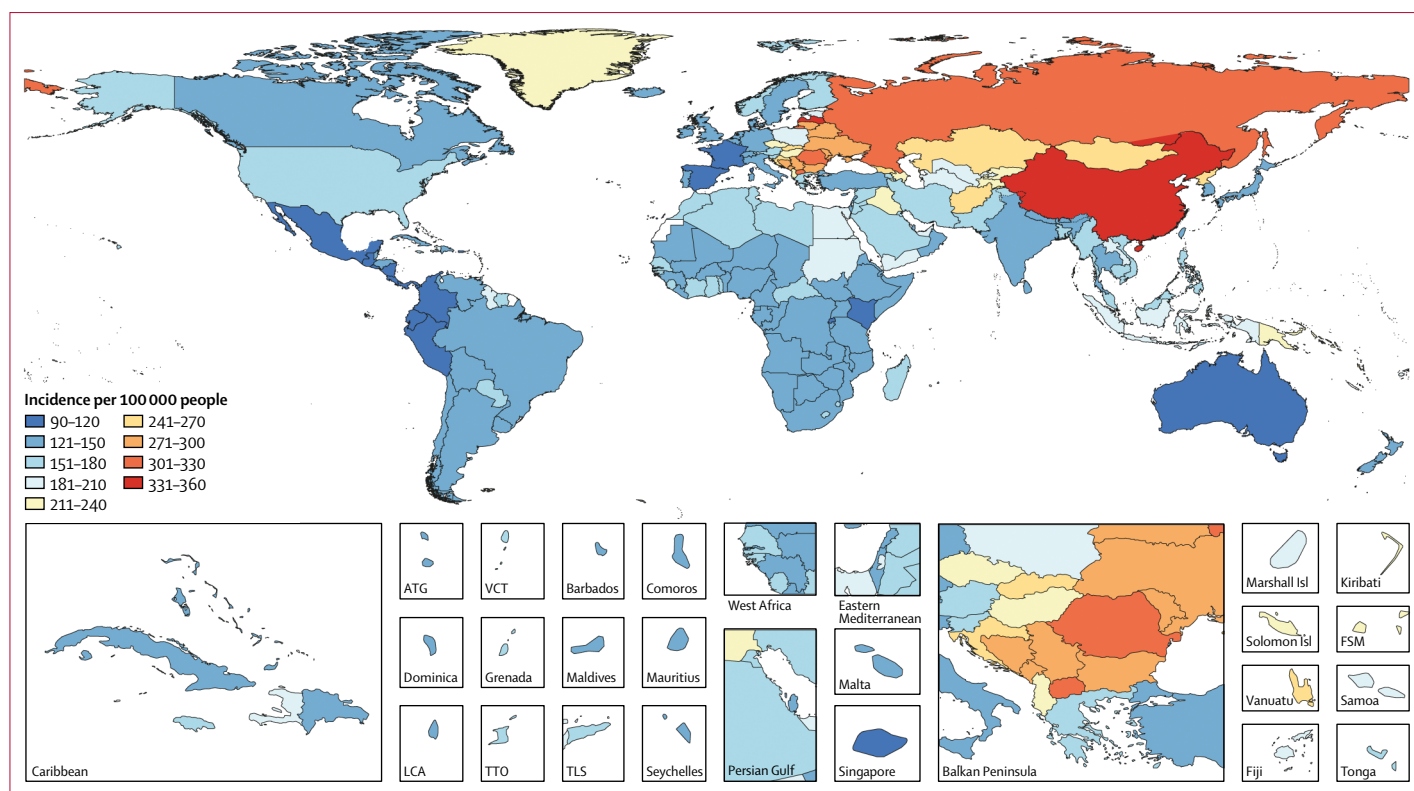 Incidence per 100 000 people
90–120
121–150
151–180
181–210
211–240
241–270
271–300
301–330
331–360
Caribbean
ATG
VCT
Barbados
Comoros
Dominica
Grenada
Maldives
Mauritius
LCA
TTO
TLS
Seychelles
West Africa
Eastern
Mediterranean
Persian Gulf
Malta
Singapore
Balkan Peninsula
Marshall Isl
Kiribati
Solomon Isl
FSM
Vanuatu
Samoa
Fiji
Tonga